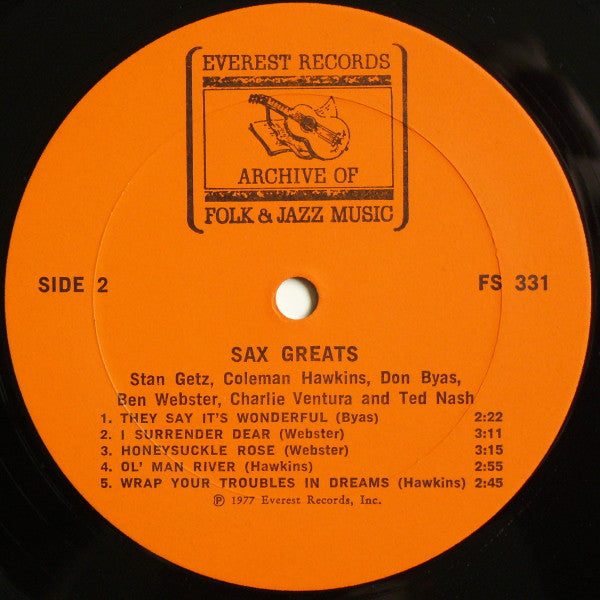 EVEREST RECORDS
ARCHIVE OF
FOLK & JAZZ MUSIC
SIDE 2
FS 331
SAX GREATS
Stan Getz, Coleman Hawkins, Don Byas,
Ben Webster, Charlie Ventura and Ted Nash
1. THEY SAY IT'S WONDERFUL (Byas) 2:22
2. I SURRENDER DEAR (Webster) 3:11
3. HONEYSUCKLE ROSE (Webster) 3:15
4. OL' MAN RIVER (Hawkins) 2:55
5. WRAP YOUR TROUBLES IN DREAMS (Hawkins) 2:45
℗ 1977 Everest Records, Inc.